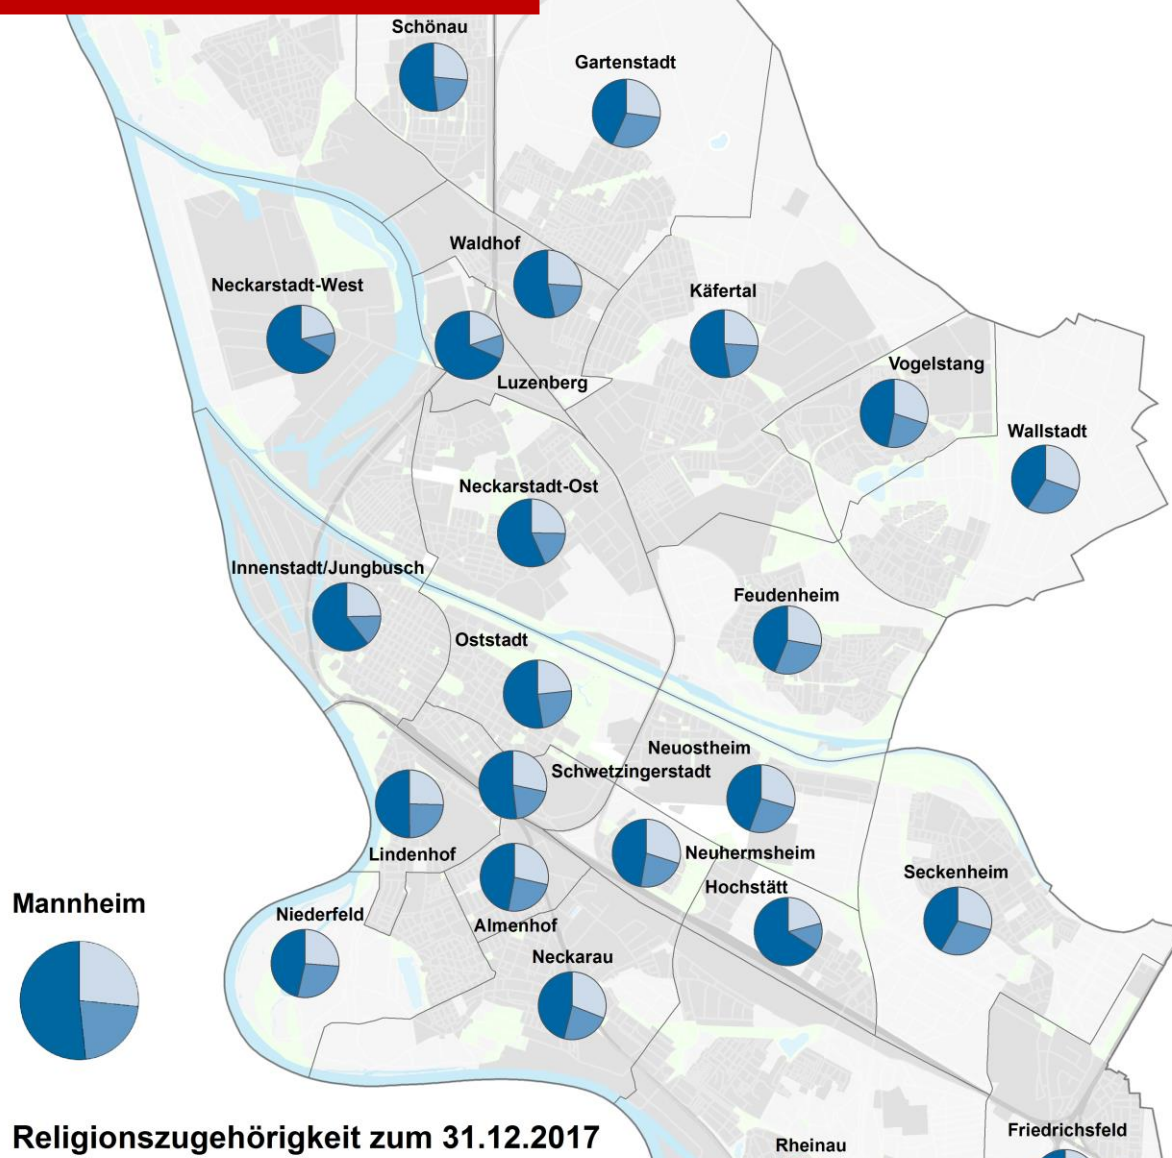 Schönau
Gartenstadt
Waldhof
Neckarstadt-West
Käfertal
Vogelstang
Luzenberg
Wallstadt
Neckarstadt-Ost
Innenstadt/Jungbusch
Feudenheim
Oststadt
Neuostheim
Schwetzingerstadt
Lindenhof
Neuhermsheim
Seckenheim
Hochstätt
Mannheim
Niederfeld
Almenhof
Neckarau
Friedrichsfeld
Religionszugehörigkeit zum 31.12.2017
Rheinau